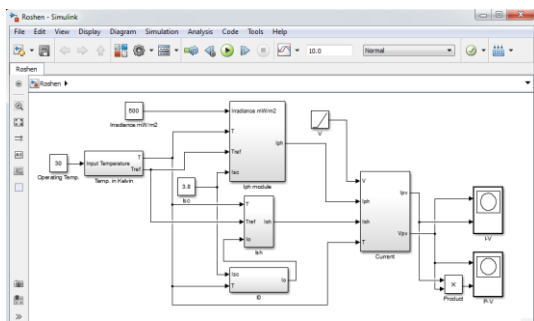 Roshen - Simulink
File Edit View Display Diagram Simulation Analysis Code Tools Help
10.0
Normal
Roshen
Roshen
500
Irradiance mW/m2
30
Operating Temp.
Input Temperature
T
Tref
Temp. in Kelvin
3.8
Isc
Irradiance mW/m2
T
Tref
Isc
Iph
Iph module
T
Tref
Io
Ish
Ish
Isc
T
Io
I0
V
V
Iph
Ish
T
Ipv
Vpv
Current
I-V
×
Product
P-V